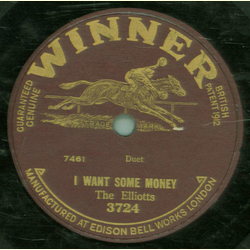 WINNER
GUARANTEED
GENUINE
BRITISH
PATENT 1912
7461 Duet
I WANT SOME MONEY
The Elliotts
3724
MANUFACTURED AT EDISON BELL WORKS LONDON